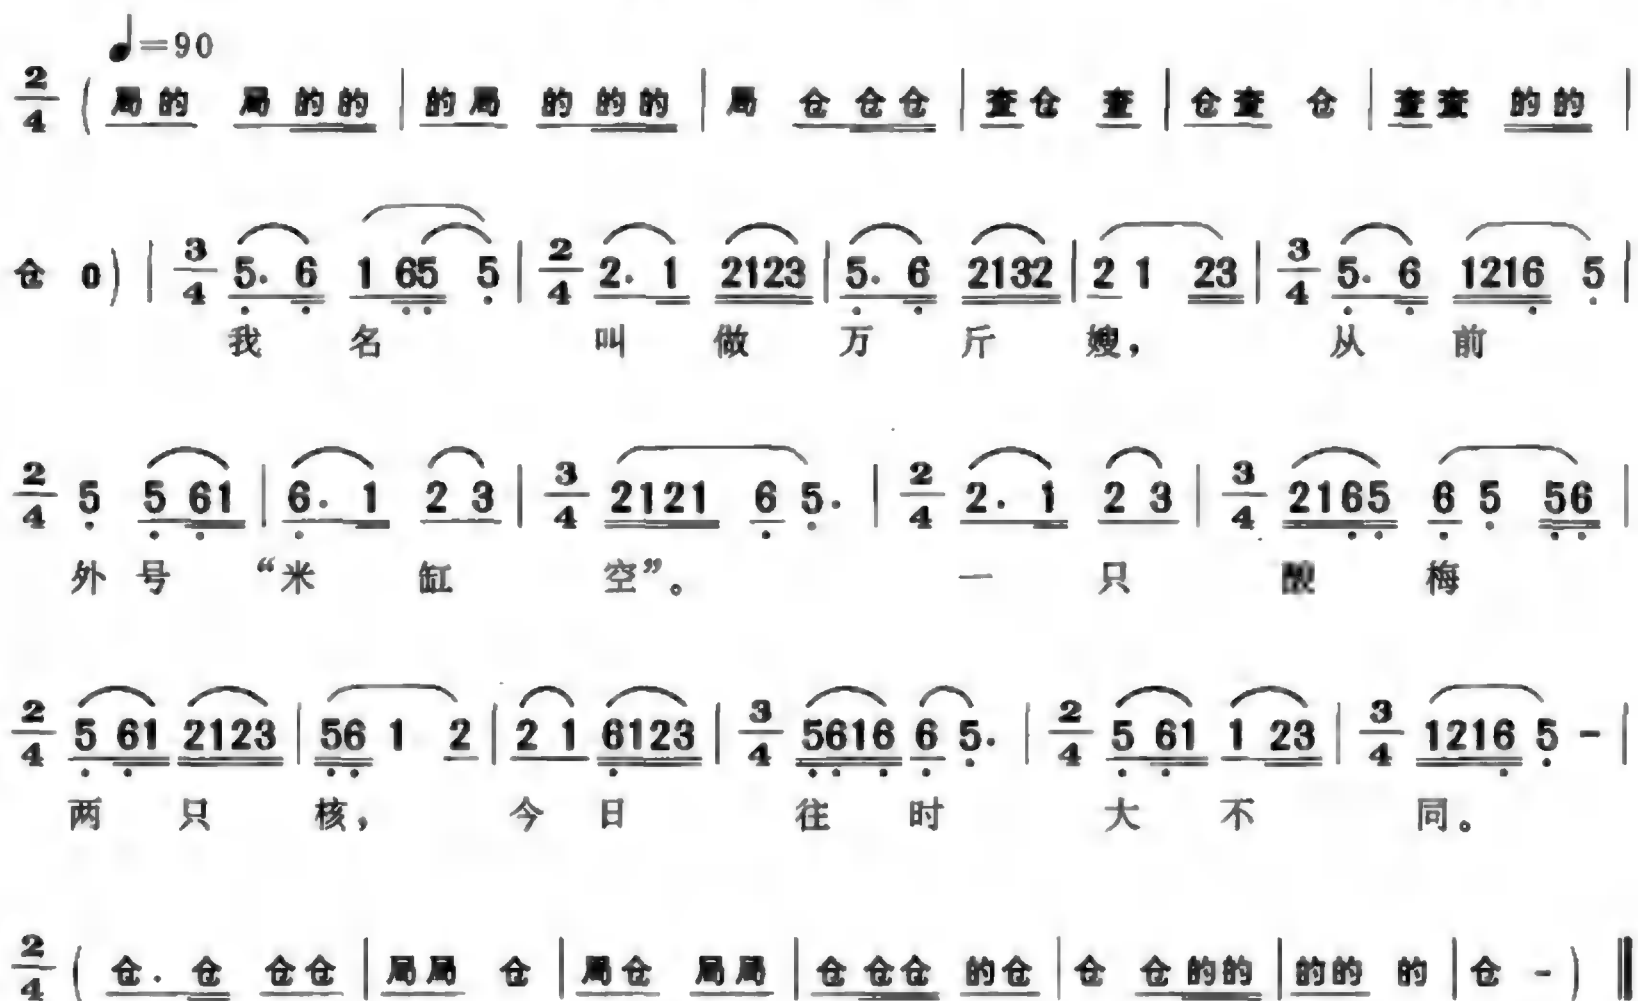 ♩=90
2/4 ( 局的 局的的 | 的局 的的的 | 局 仓仓仓 | 查仓 查 | 仓查 仓 | 查查 的的 |
仓 0) | 3/4 5. 6 1 65 5 | 2/4 2. 1 2123 | 5. 6 2132 | 2 1 23 | 3/4 5. 6 1216 5 |
我 名 叫 做 万 斤 嫂, 从 前
2/4 5 5 61 | 6. 1 2 3 | 3/4 2121 6 5. | 2/4 2. 1 2 3 | 3/4 2165 6 5 56 |
外 号 “米 缸 空”。 一 只 酸 梅
2/4 5 61 2123 | 56 1 2 | 2 1 6123 | 3/4 5616 6 5. | 2/4 5 61 1 23 | 3/4 1216 5 - |
两 只 核, 今 日 往 时 大 不 同。
2/4 ( 仓. 仓 仓仓 | 局局 仓 | 局仓 局局 | 仓仓仓 的仓 | 仓 仓的的 | 的的 的 | 仓 - ) ‖